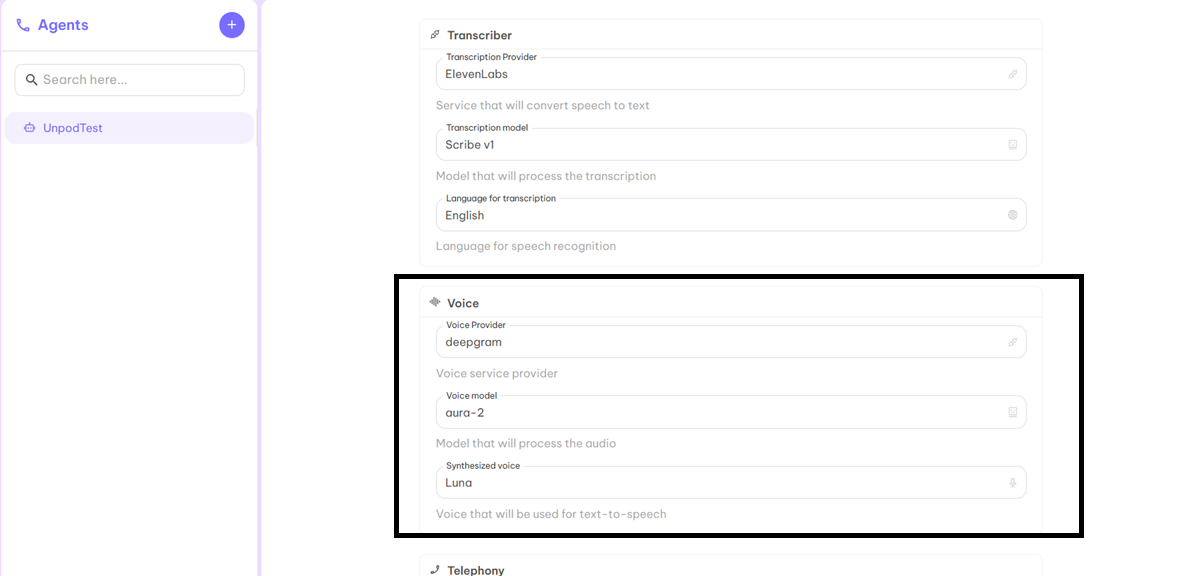 Agents
+
Search here...
UnpodTest
Transcriber
Transcription Provider
ElevenLabs
Service that will convert speech to text
Transcription model
Scribe v1
Model that will process the transcription
Language for transcription
English
Language for speech recognition
Voice
Voice Provider
deepgram
Voice service provider
Voice model
aura-2
Model that will process the audio
Synthesized voice
Luna
Voice that will be used for text-to-speech
Telephony